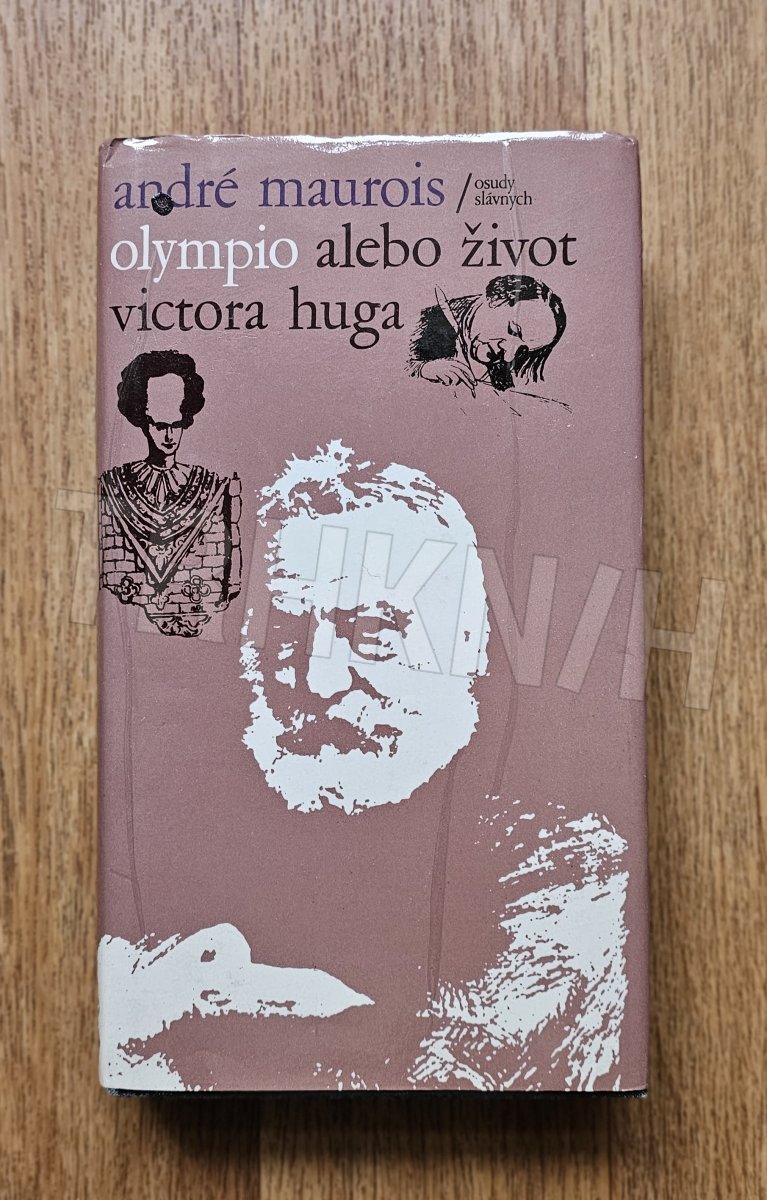 andré maurois / osudy slávnych
olympio alebo život
victora huga